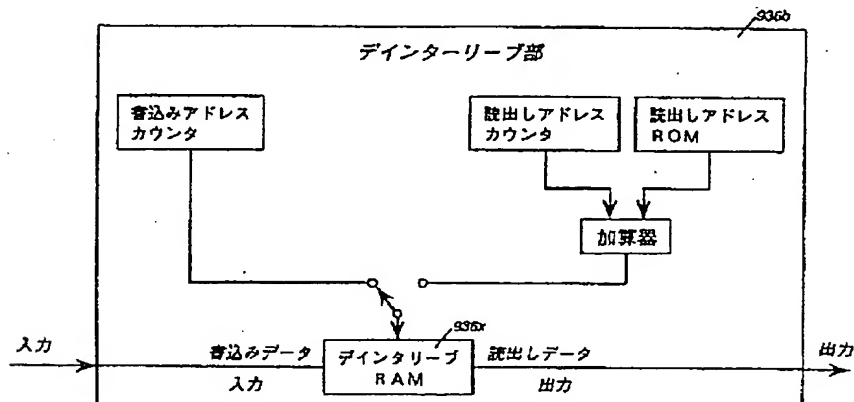 936b
デインターリーブ部
書込みアドレス
カウンタ
読出しアドレス
カウンタ
読出しアドレス
ROM
加算器
936x
入力
書込みデータ
入力
デインタリーブ
RAM
読出しデータ
出力
出力